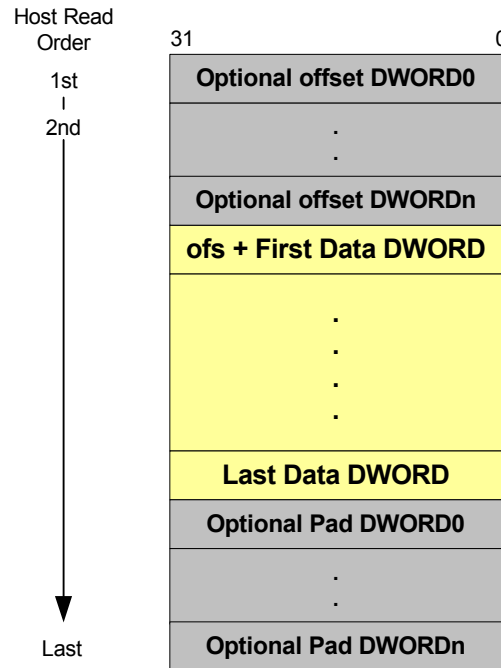 Host Read
Order
31
0
1st
2nd
Optional offset DWORD0
.
.
Optional offset DWORDn
ofs + First Data DWORD
.
.
.
.
Last Data DWORD
Optional Pad DWORD0
.
.
Last
Optional Pad DWORDn